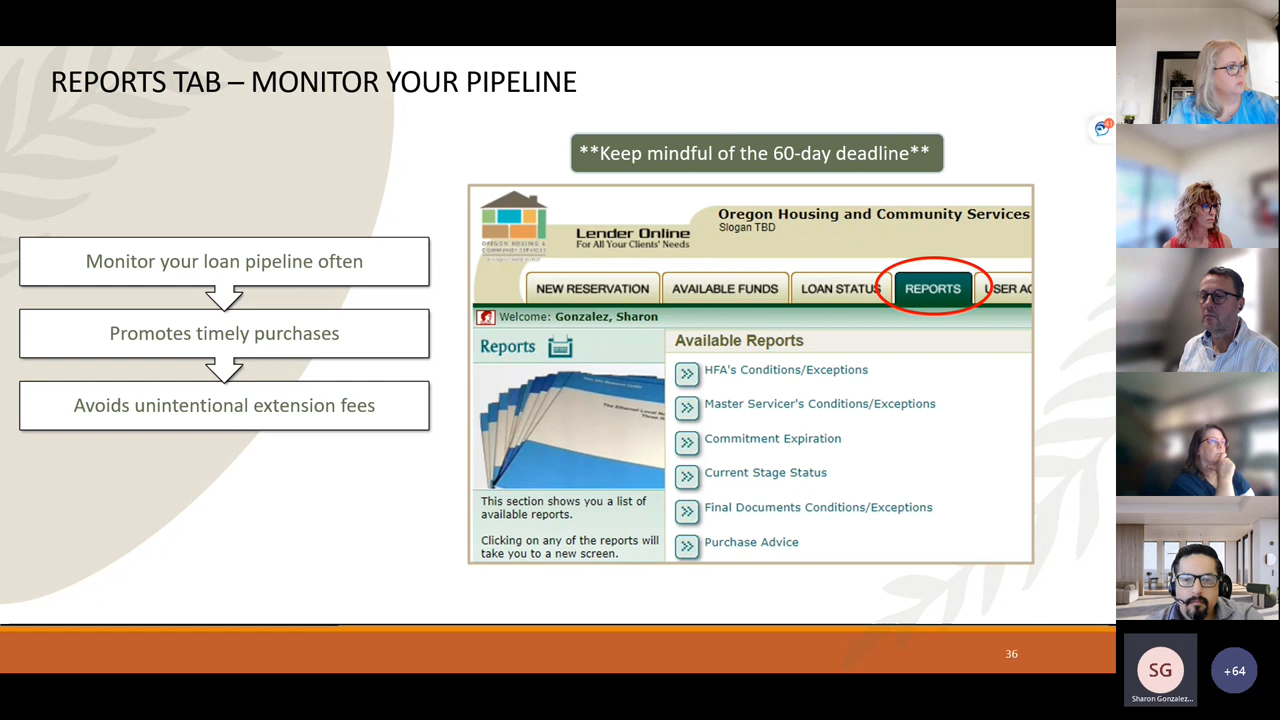 REPORTS TAB – MONITOR YOUR PIPELINE
**Keep mindful of the 60-day deadline**
Monitor your loan pipeline often
Promotes timely purchases
Avoids unintentional extension fees
OREGON HOUSING &
COMMUNITY SERVICES
Lender Online
For All Your Clients' Needs
Oregon Housing and Community Services
Slogan TBD
NEW RESERVATION
AVAILABLE FUNDS
LOAN STATUS
REPORTS
USER AC
Welcome: Gonzalez, Sharon
Reports
Available Reports
HFA's Conditions/Exceptions
Master Servicer's Conditions/Exceptions
Commitment Expiration
Current Stage Status
Final Documents Conditions/Exceptions
Purchase Advice
This section shows you a list of
available reports.
Clicking on any of the reports will
take you to a new screen.
36
41
SG
Sharon Gonzalez...
+64